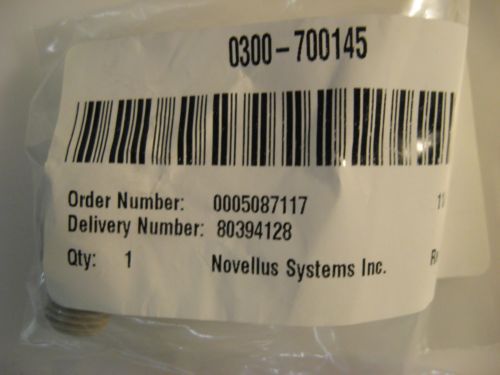 0300-700145
Order Number: 0005087117
Delivery Number: 80394128
Qty: 1 Novellus Systems Inc.